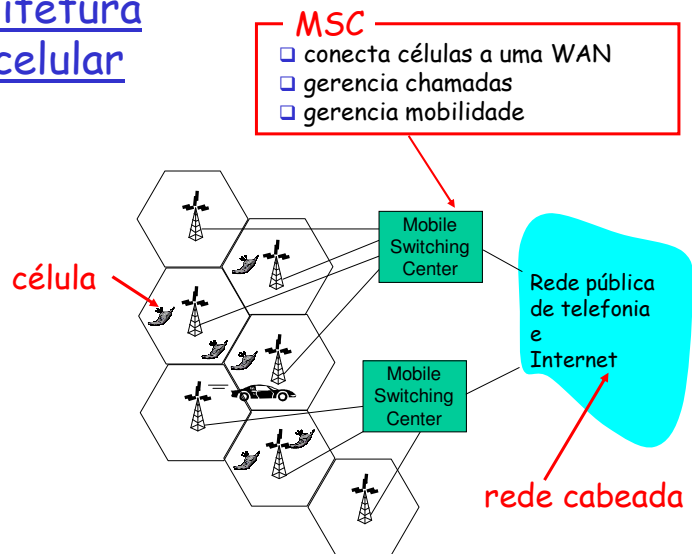 itetura
celular
MSC
conecta células a uma WAN
gerencia chamadas
gerencia mobilidade
célula
Mobile
Switching
Center
Rede pública
de telefonia
e
Internet
Mobile
Switching
Center
rede cabeada